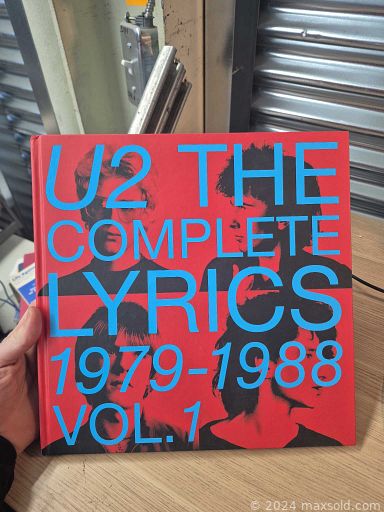 U2 THE
COMPLETE
LYRICS
1979-1988
VOL.1
© 2024 maxsold.com